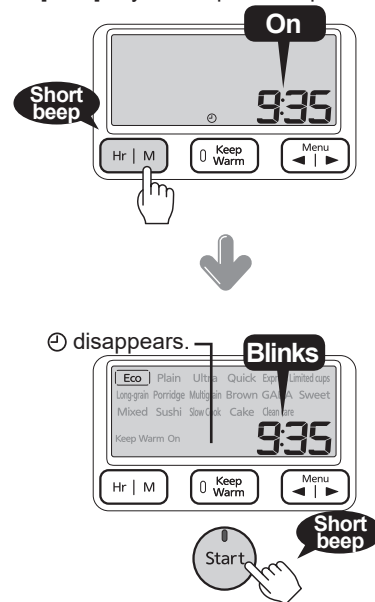 On
Short
beep
9:35
Hr | M
Keep
Warm
Menu
disappears.
Blinks
Eco Plain Ultra Quick Limited cups
Long-grain Porridge Multigrain Brown GABA Sweet
Mixed Sushi Slow Cook Cake Clean
Keep Warm On
9:35
Hr | M
Keep
Warm
Menu
Start
Short
beep